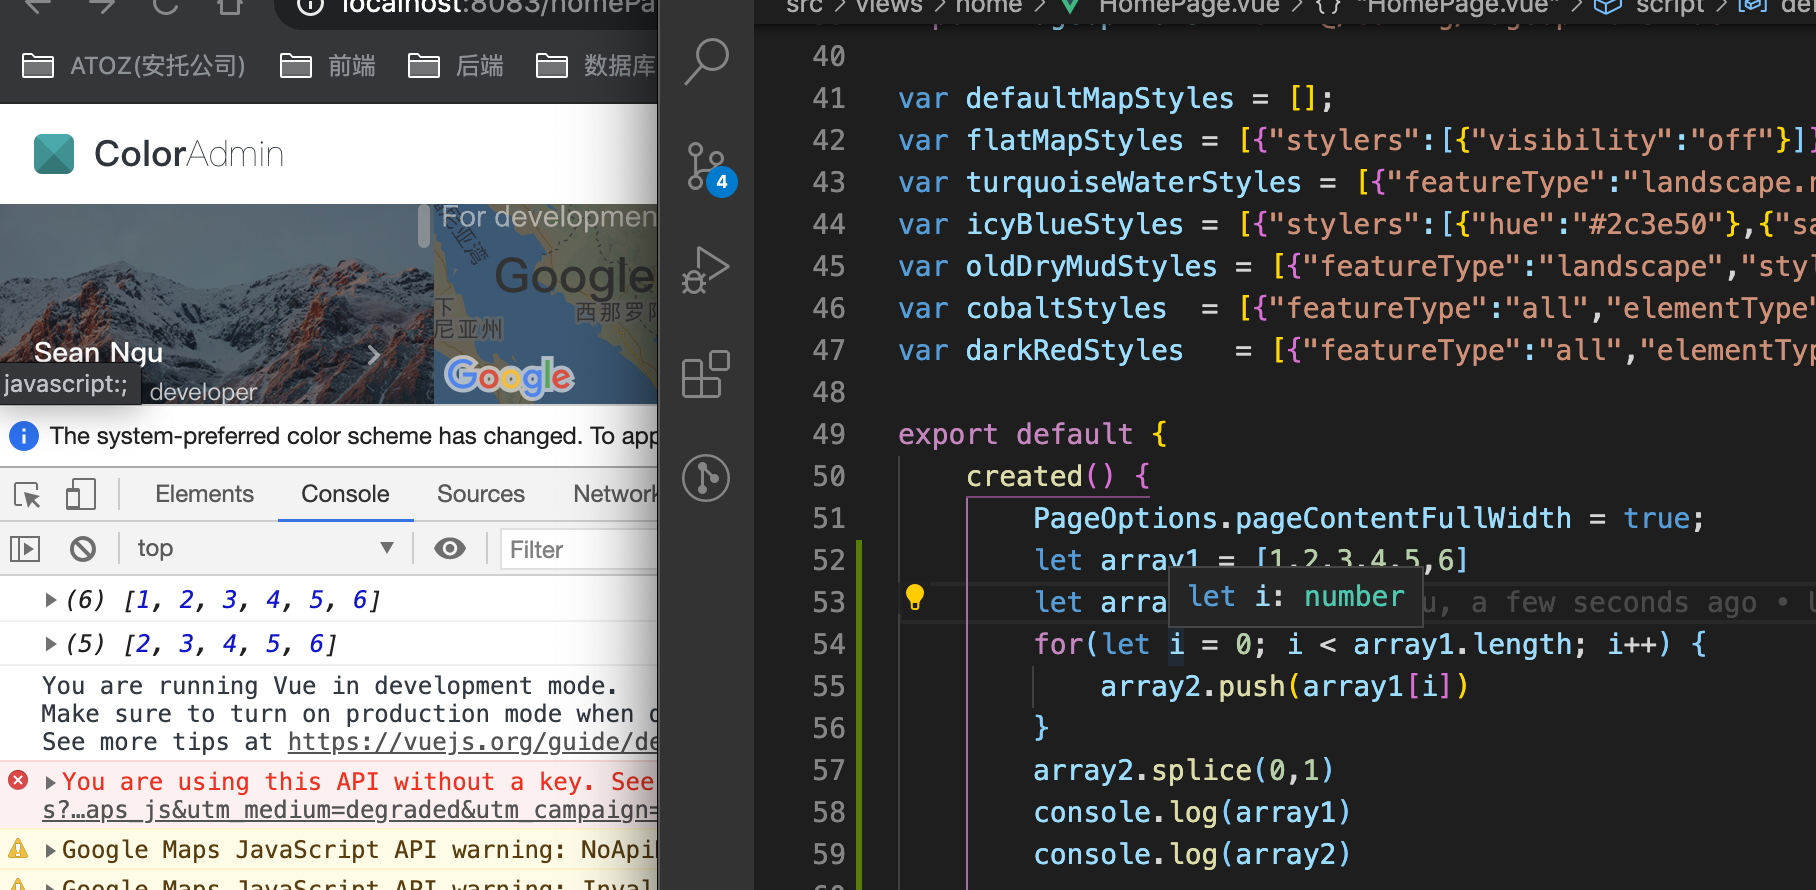 localhost:8083/homePa
ATOZ(安托公司) 前端 后端 数据库
ColorAdmin
For developmen
Google
西那罗
下
尼亚州
Sean Ngu
javascript:;
developer
Google
The system-preferred color scheme has changed. To app
Elements Console Sources Network
top Filter
(6) [1, 2, 3, 4, 5, 6]
(5) [2, 3, 4, 5, 6]
You are running Vue in development mode.
Make sure to turn on production mode when d
See more tips at https://vuejs.org/guide/de
You are using this API without a key. See
s?…aps_js&utm_medium=degraded&utm_campaign=
Google Maps JavaScript API warning: NoApiK
Google Maps JavaScript API warning: Inval
4
src > views > home > HomePage.vue > {} "HomePage.vue" > script > de
40
41 var defaultMapStyles = [];
42 var flatMapStyles = [{"stylers":[{"visibility":"off"}]}
43 var turquoiseWaterStyles = [{"featureType":"landscape.n
44 var icyBlueStyles = [{"stylers":[{"hue":"#2c3e50"},{"sa
45 var oldDryMudStyles = [{"featureType":"landscape","styl
46 var cobaltStyles  = [{"featureType":"all","elementType"
47 var darkRedStyles   = [{"featureType":"all","elementTyp
48
49 export default {
50 created() {
51 PageOptions.pageContentFullWidth = true;
52 let array1 = [1,2,3,4,5,6]
53 let arra u, a few seconds ago •
let i: number
54 for(let i = 0; i < array1.length; i++) {
55 array2.push(array1[i])
56 }
57 array2.splice(0,1)
58 console.log(array1)
59 console.log(array2)